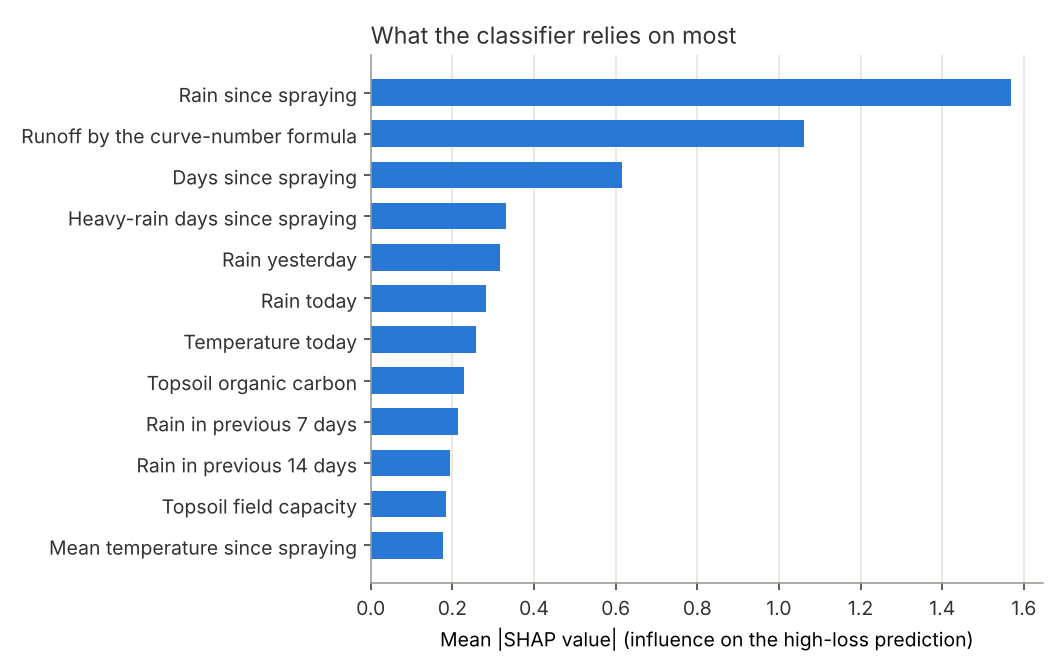 What the classifier relies on most
Rain since spraying
Runoff by the curve-number formula
Days since spraying
Heavy-rain days since spraying
Rain yesterday
Rain today
Temperature today
Topsoil organic carbon
Rain in previous 7 days
Rain in previous 14 days
Topsoil field capacity
Mean temperature since spraying
0.0 0.2 0.4 0.6 0.8 1.0 1.2 1.4 1.6
Mean |SHAP value| (influence on the high-loss prediction)